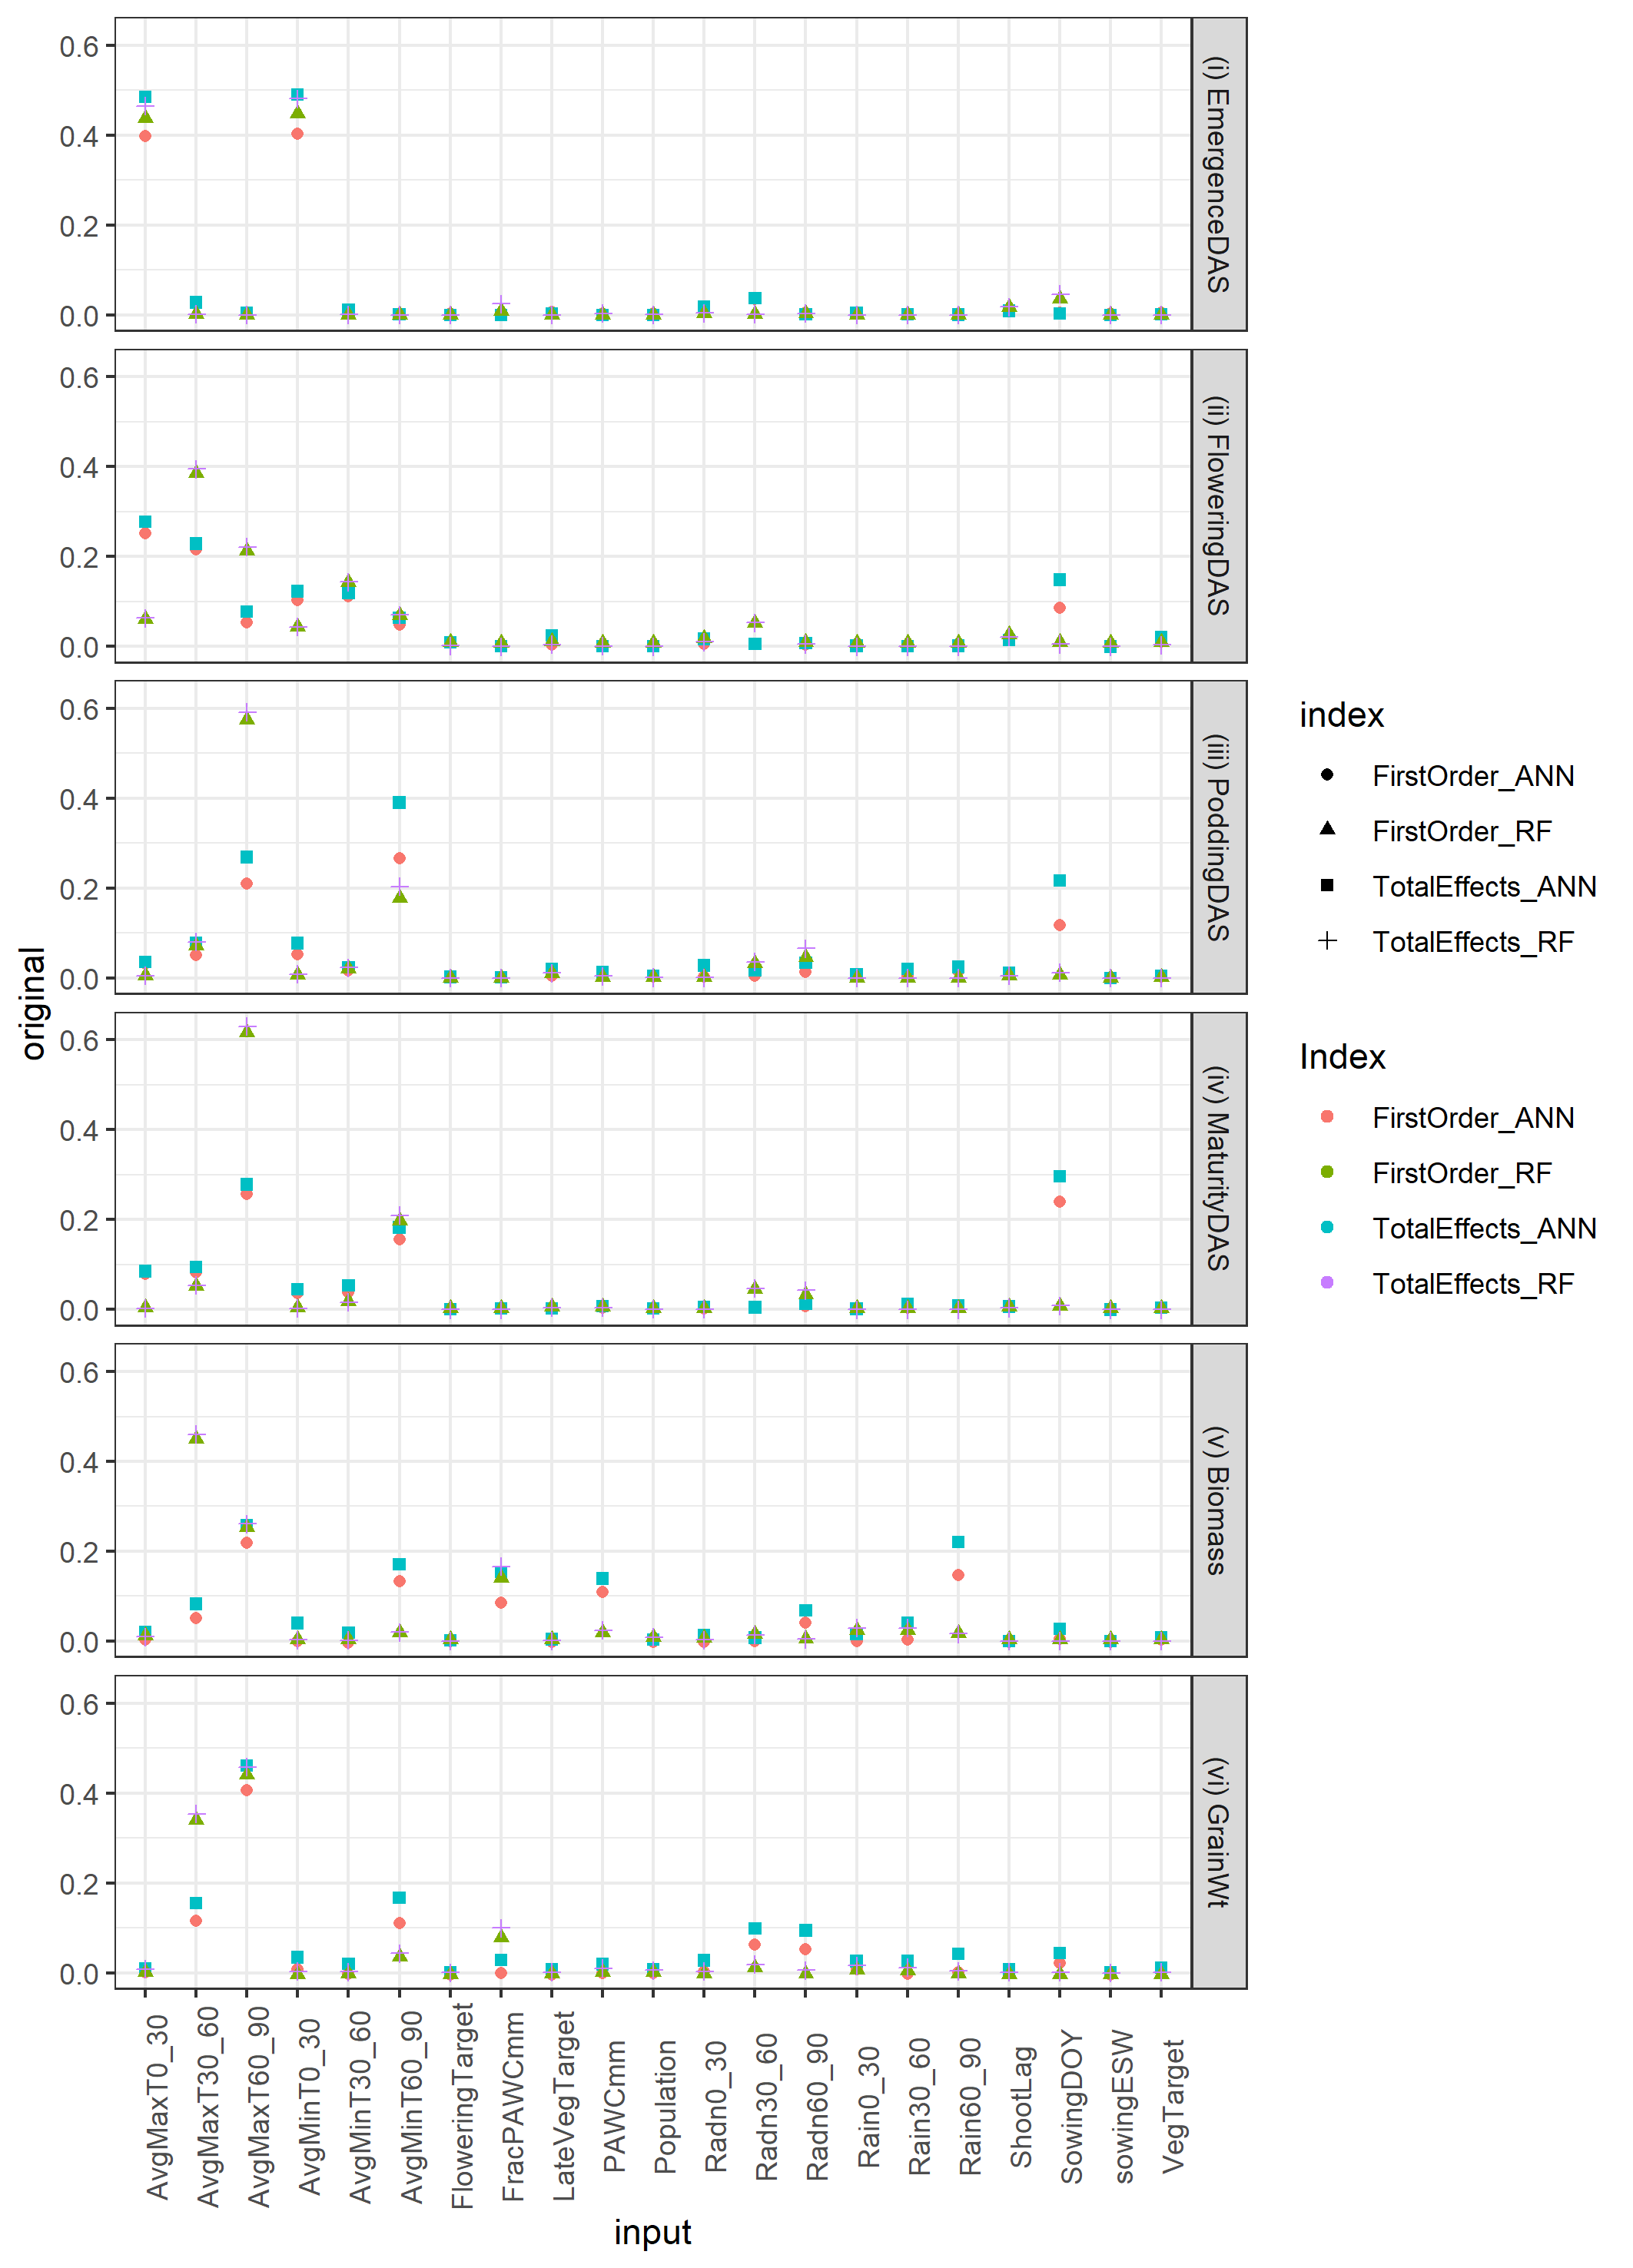 original
0.6
0.4
0.2
0.0
(i) EmergenceDAS
0.6
0.4
0.2
0.0
(ii) FloweringDAS
0.6
0.4
0.2
0.0
(iii) PoddingDAS
0.6
0.4
0.2
0.0
(iv) MaturityDAS
0.6
0.4
0.2
0.0
(v) Biomass
0.6
0.4
0.2
0.0
(vi) GrainWt
AvgMaxT0_30
AvgMaxT30_60
AvgMaxT60_90
AvgMinT0_30
AvgMinT30_60
AvgMinT60_90
FloweringTarget
FracPAWCmm
LateVegTarget
PAWCmm
Population
Radn0_30
Radn30_60
Radn60_90
Rain0_30
Rain30_60
Rain60_90
ShootLag
SowingDOY
sowingESW
VegTarget
input
index
FirstOrder_ANN
FirstOrder_RF
TotalEffects_ANN
TotalEffects_RF
Index
FirstOrder_ANN
FirstOrder_RF
TotalEffects_ANN
TotalEffects_RF